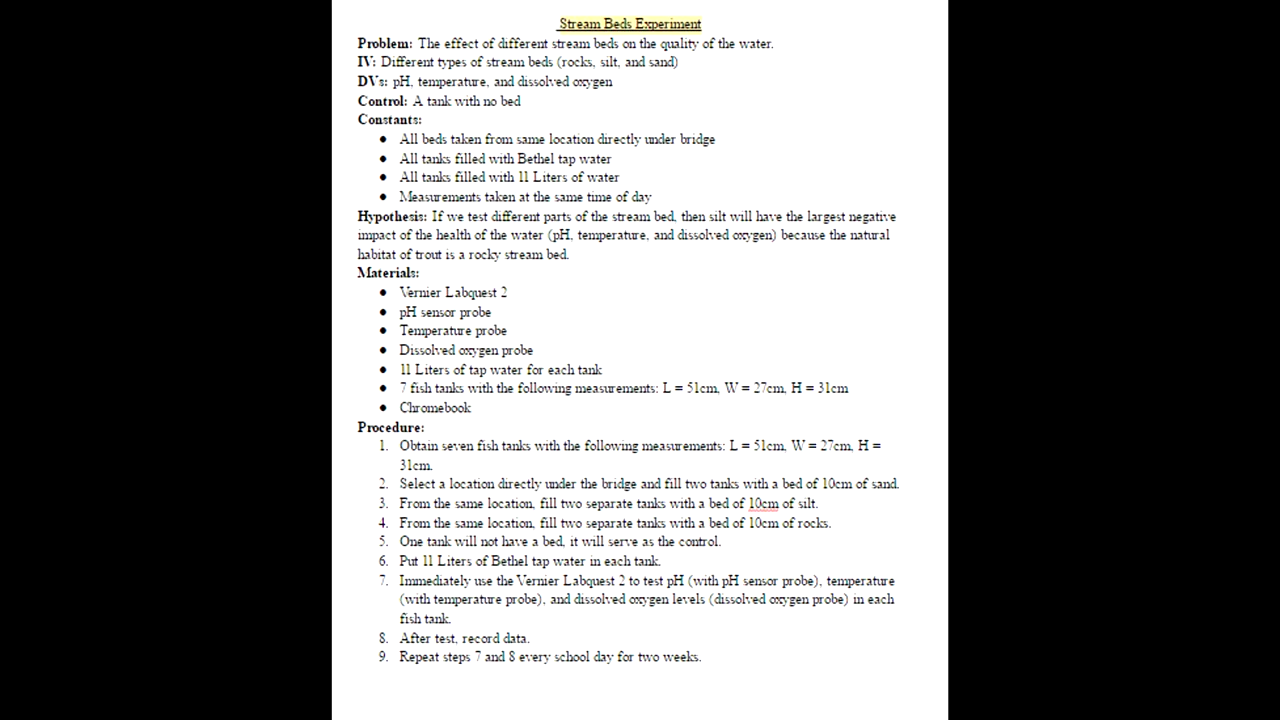 Stream Beds Experiment
Problem: The effect of different stream beds on the quality of the water.
IV: Different types of stream beds (rocks, silt, and sand)
DVs: pH, temperature, and dissolved oxygen
Control: A tank with no bed
Constants:
● All beds taken from same location directly under bridge
● All tanks filled with Bethel tap water
● All tanks filled with 11 Liters of water
● Measurements taken at the same time of day
Hypothesis: If we test different parts of the stream bed, then silt will have the largest negative
impact of the health of the water (pH, temperature, and dissolved oxygen) because the natural
habitat of trout is a rocky stream bed.
Materials:
● Vernier Labquest 2
● pH sensor probe
● Temperature probe
● Dissolved oxygen probe
● 11 Liters of tap water for each tank
● 7 fish tanks with the following measurements: L = 51cm, W = 27cm, H = 31cm
● Chromebook
Procedure:
1. Obtain seven fish tanks with the following measurements: L = 51cm, W = 27cm, H =
31cm.
2. Select a location directly under the bridge and fill two tanks with a bed of 10cm of sand.
3. From the same location, fill two separate tanks with a bed of 10cm of silt.
4. From the same location, fill two separate tanks with a bed of 10cm of rocks.
5. One tank will not have a bed, it will serve as the control.
6. Put 11 Liters of Bethel tap water in each tank.
7. Immediately use the Vernier Labquest 2 to test pH (with pH sensor probe), temperature
(with temperature probe), and dissolved oxygen levels (dissolved oxygen probe) in each
fish tank.
8. After test, record data.
9. Repeat steps 7 and 8 every school day for two weeks.